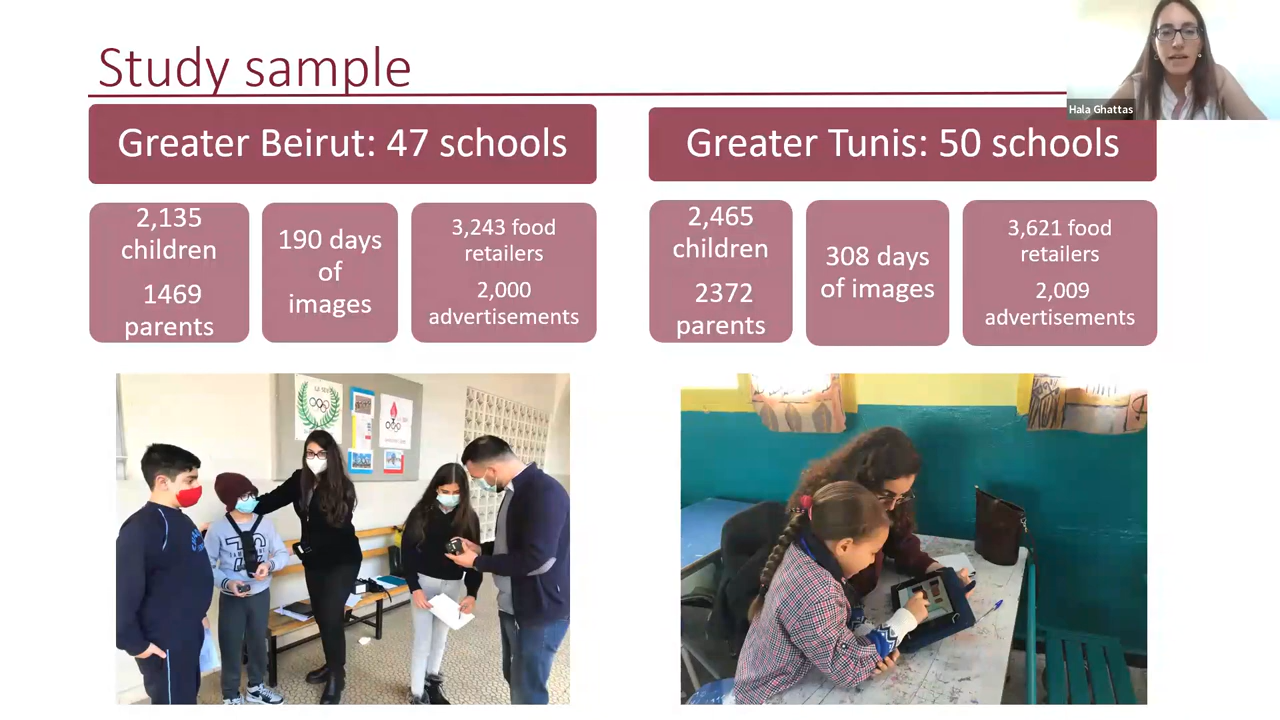 Study sample
Hala Ghattas
Greater Beirut: 47 schools
2,135
children
1469
parents
190 days
of
images
3,243 food
retailers
2,000
advertisements
Greater Tunis: 50 schools
2,465
children
2372
parents
308 days
of images
3,621 food
retailers
2,009
advertisements